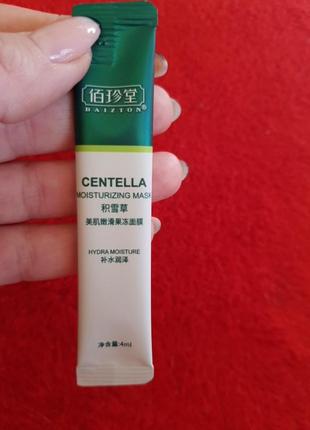 佰珍堂®
BAIZTON
CENTELLA
MOISTURIZING MASK
积雪草
美肌嫩滑果冻面膜
HYDRA MOISTURE
补水润泽
净含量:4ml